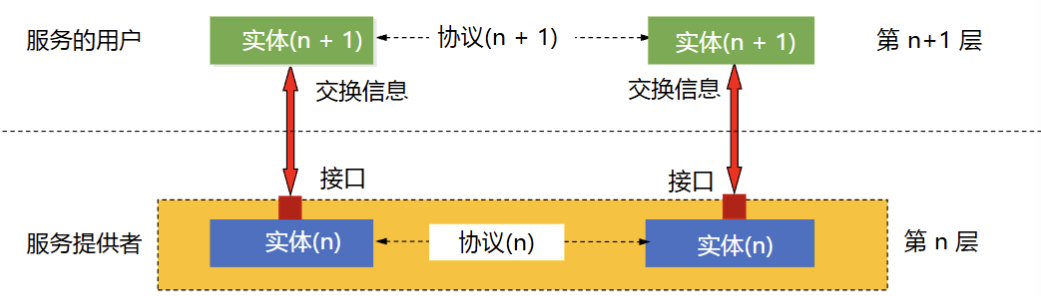 服务的用户 实体(n + 1) 协议(n + 1) 实体(n + 1) 第 n+1 层
交换信息 交换信息
接口 接口
服务提供者 实体(n) 协议(n) 实体(n) 第 n 层